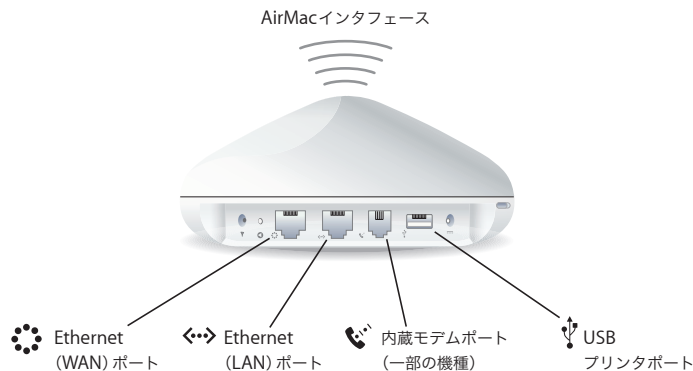 AirMacインタフェース
Ethernet
（WAN）ポート
Ethernet
（LAN）ポート
内蔵モデムポート
（一部の機種）
USB
プリンタポート